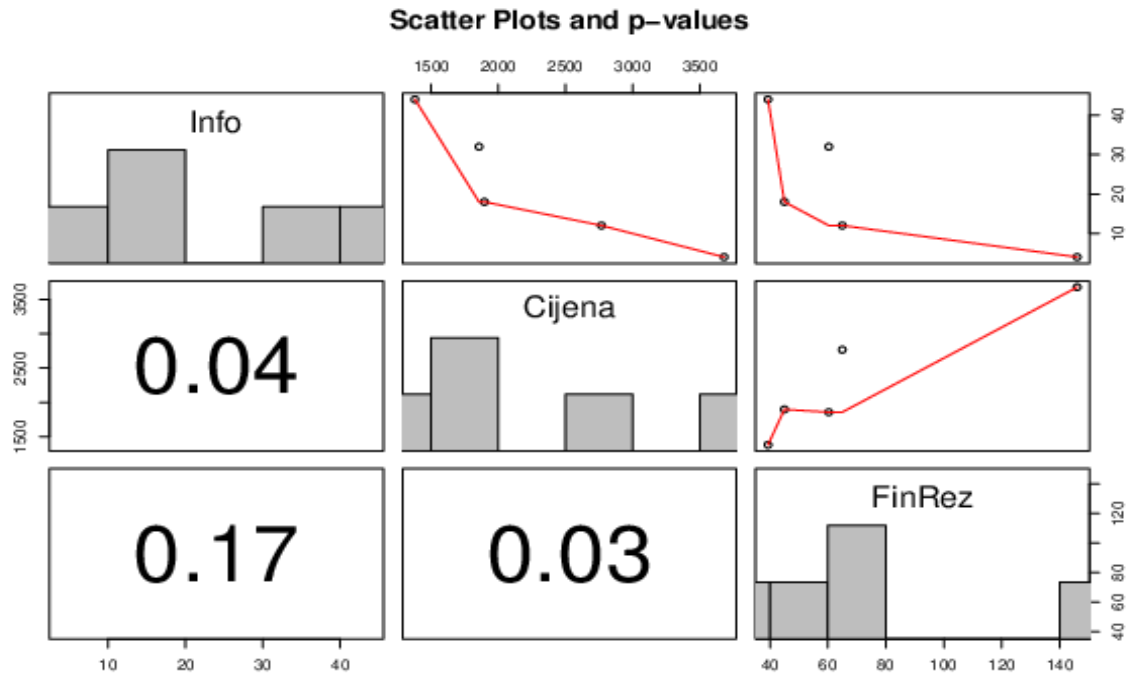 Scatter Plots and p−values
1500 2000 2500 3000 3500
Info
10 20 30 40
1500 2500 3500
0.04
Cijena
0.17
0.03
FinRez
40 60 80 120
10 20 30 40
40 60 80 100 120 140